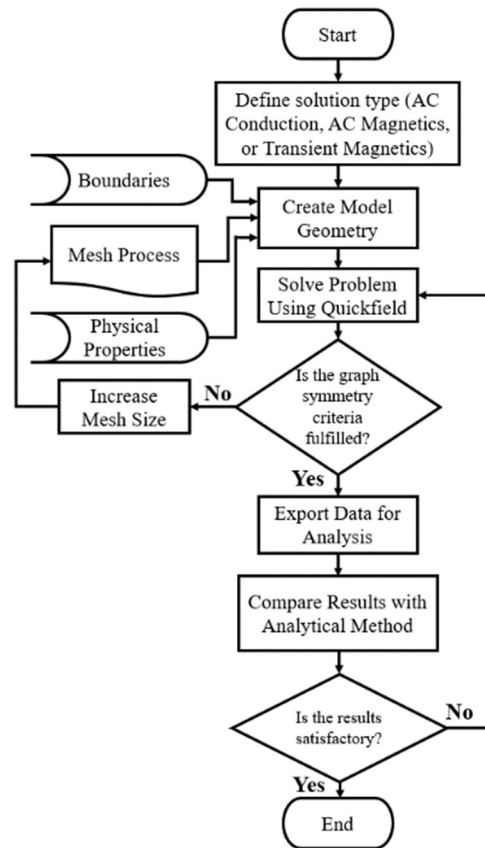 Start
Define solution type (AC
Conduction, AC Magnetics,
or Transient Magnetics)
Boundaries
Create Model
Geometry
Mesh Process
Solve Problem
Using Quickfield
Physical
Properties
Is the graph
symmetry
criteria
fulfilled?
No
Increase
Mesh Size
Yes
Export Data for
Analysis
Compare Results with
Analytical Method
Is the results
satisfactory?
No
Yes
End